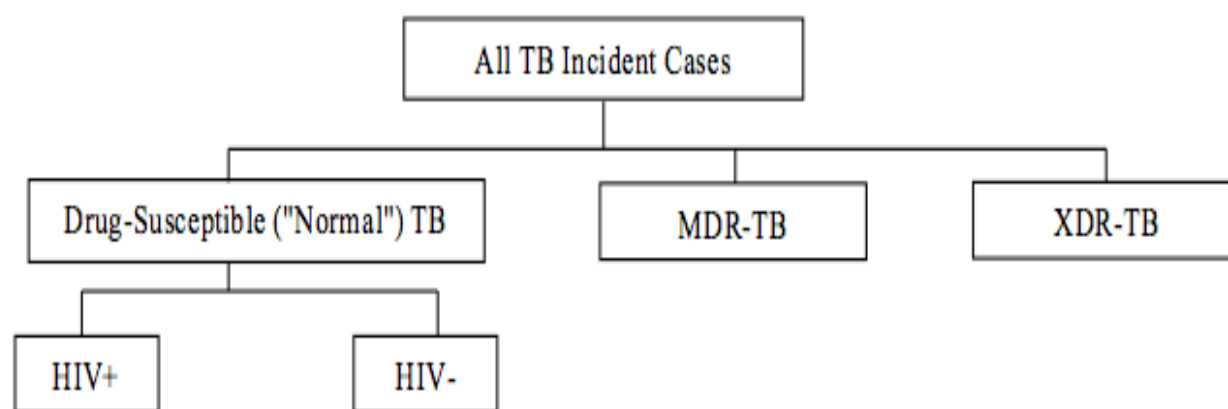 All TB Incident Cases
Drug-Susceptible ("Normal") TB
MDR-TB
XDR-TB
HIV+
HIV-